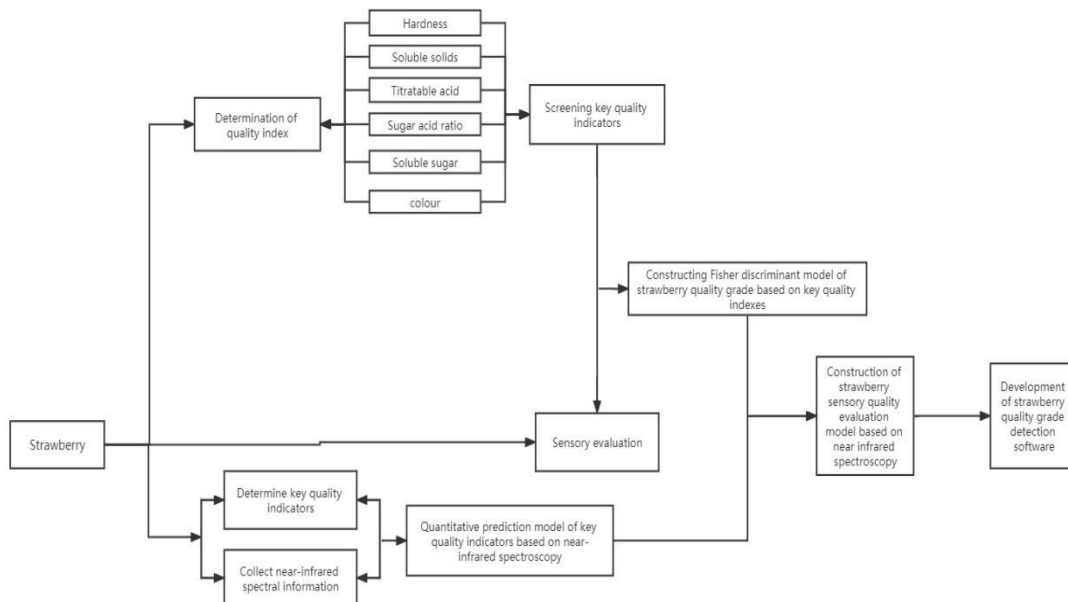 Hardness
Soluble solids
Titratable acid
Sugar acid ratio
Soluble sugar
colour
Determination of
quality index
Screening key quality
indicators
Constructing Fisher discriminant model of
strawberry quality grade based on key quality
indexes
Strawberry
Sensory evaluation
Construction of
strawberry
sensory quality
evaluation
model based on
near infrared
spectroscopy
Development
of strawberry
quality grade
detection
software
Determine key quality
indicators
Collect near-infrared
spectral information
Quantitative prediction model of key
quality indicators based on near-
infrared spectroscopy